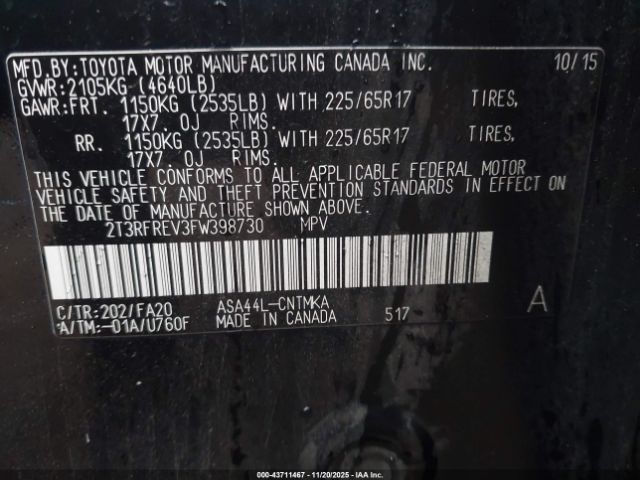 MFD.BY:TOYOTA MOTOR MANUFACTURING CANADA INC. 10/15
GVWR:2105KG (4640LB)
GAWR:FRT. 1150KG (2535LB) WITH 225/65R17 TIRES,
17X7.0J RIMS.
RR. 1150KG (2535LB) WITH 225/65R17 TIRES,
17X7.0J RIMS.
THIS VEHICLE CONFORMS TO ALL APPLICABLE FEDERAL MOTOR
VEHICLE SAFETY AND THEFT PREVENTION STANDARDS IN EFFECT ON
THE DATE OF MANUFACTURE SHOWN ABOVE.
2T3RFREV3FW398730 MPV
C/TR:202/FA20 ASA44L-CNTMKA
A/TM:-01A/U760F MADE IN CANADA 517 A
000-43711467 - 11/20/2025 - IAA Inc.